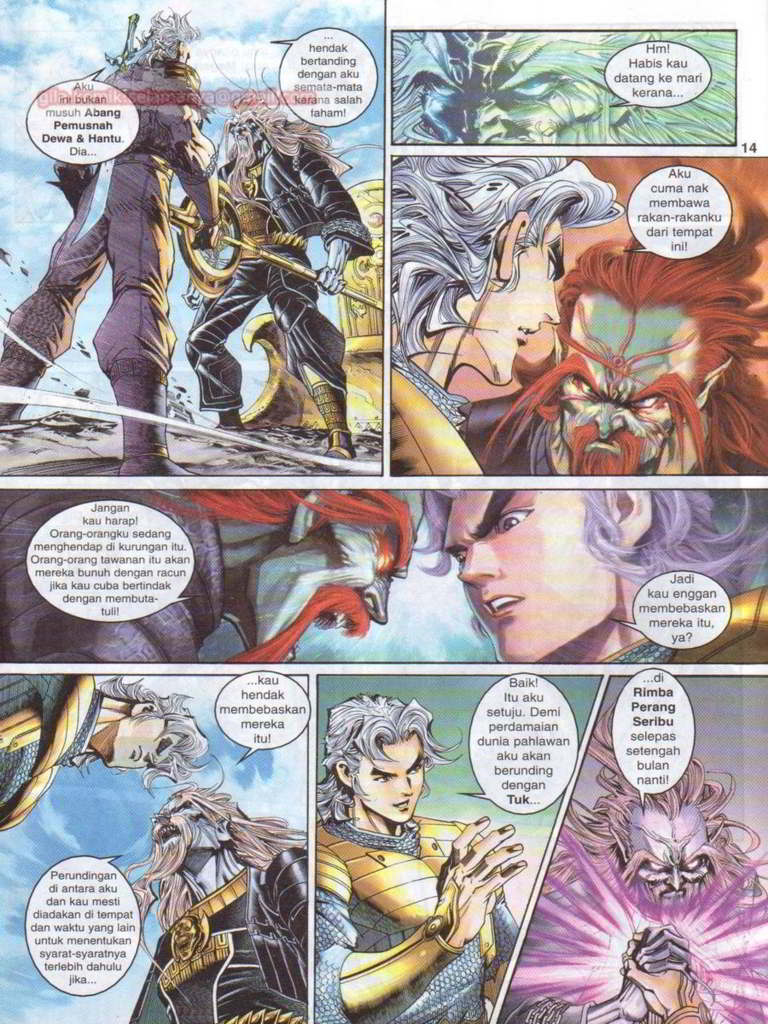 Aku
ini bukan
musuh Abang
Pemusnah
Dewa & Hantu.
Dia...
...
hendak
bertanding
dengan aku
semata-mata
karana salah
faham!
Hm!
Habis kau
datang ke mari
kerana...
14
Aku
cuma nak
membawa
rakan-rakanku
dari tempat
ini!
Jangan
kau harap!
Orang-orangku sedang
menghendap di kurungan itu.
Orang-orang tawanan itu akan
mereka bunuh dengan racun
jika kau cuba bertindak
dengan membuta-
tuli!
Jadi
kau enggan
membebaskan
mereka itu,
ya?
...kau
hendak
membebaskan
mereka
itu!
Perundingan
di antara aku
dan kau mesti
diadakan di tempat
dan waktu yang lain
untuk menentukan
syarat-syaratnya
terlebih dahulu
jika...
Baik!
Itu aku
setuju. Demi
perdamaian
dunia pahlawan
aku akan
berunding
dengan
Tuk...
...di
Rimba
Perang
Seribu
selepas
setengah
bulan
nanti!